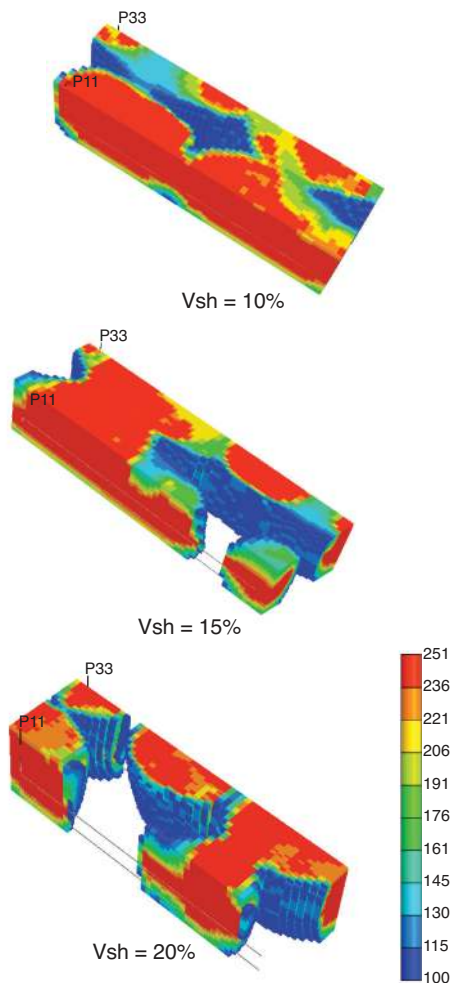 P33
P11
Vsh = 10%
P33
P11
Vsh = 15%
P33
P11
Vsh = 20%
251
236
221
206
191
176
161
145
130
115
100